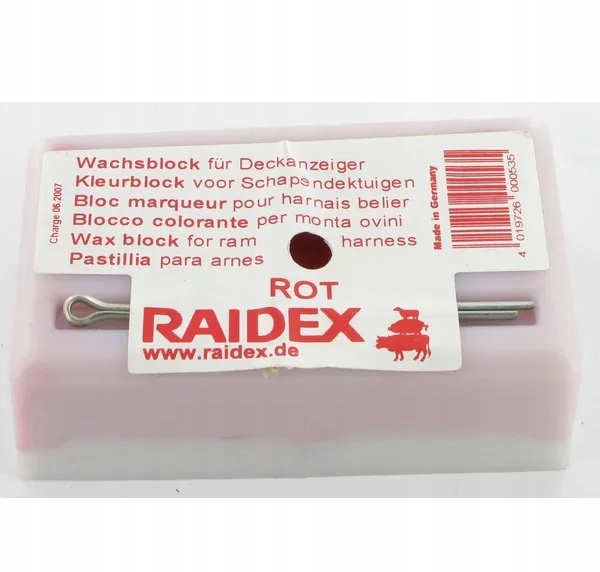 Wachsblock für Deckanzeiger
Kleurblock voor Schapendektuigen
Bloc marqueur pour harnais belier
Blocco colorante per monta ovini
Wax block for ram harness
Pastillia para arnes
ROT
RAIDEX
www.raidex.de
Charge 06.2007
Made in Germany
4 019726 000535